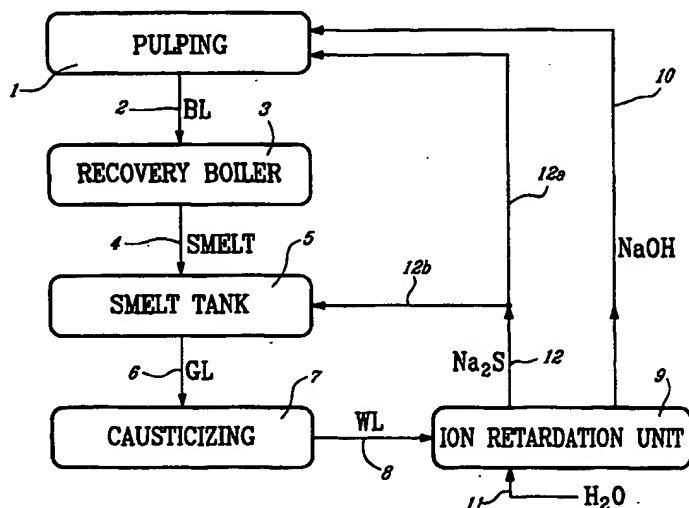 PULPING
1
10
2
BL
3
RECOVERY BOILER
12a
4
SMELT
5
NaOH
SMELT TANK
12b
6
GL
7
Na₂S
12
9
CAUSTICIZING
WL
8
ION RETARDATION UNIT
11
H₂O